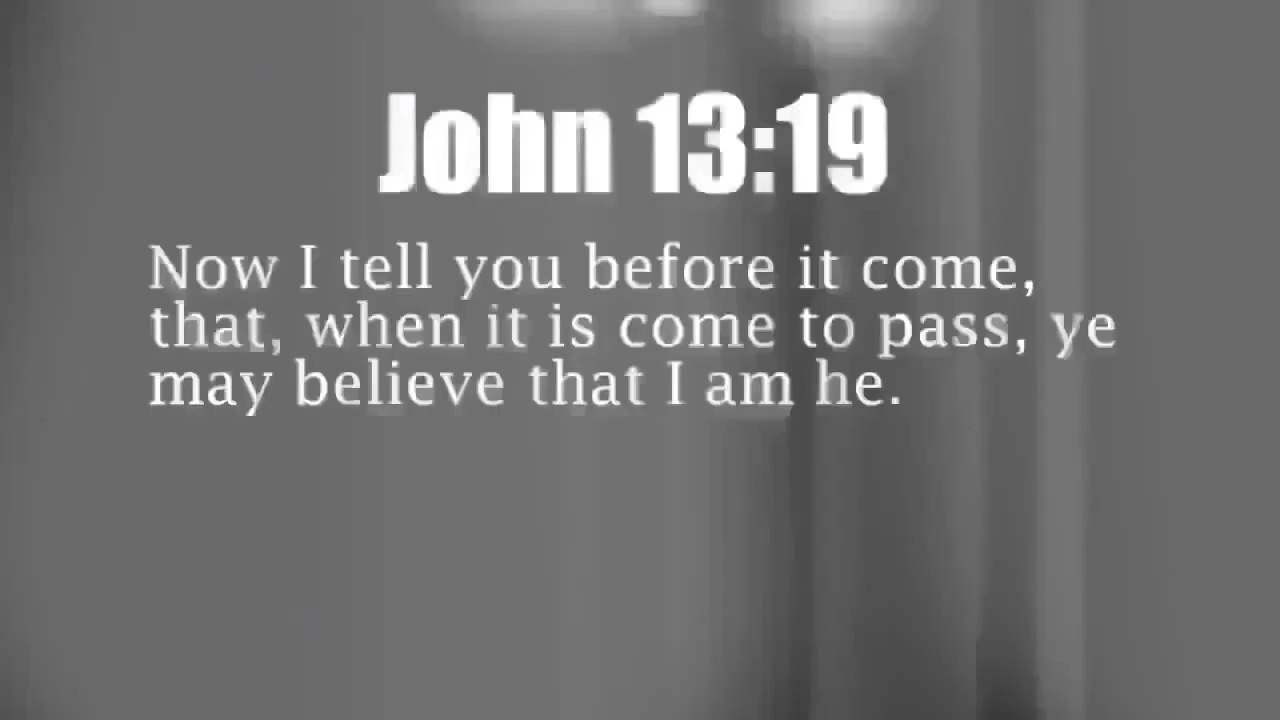 John 13:19
Now I tell you before it come,
that, when it is come to pass, ye
may believe that I am he.